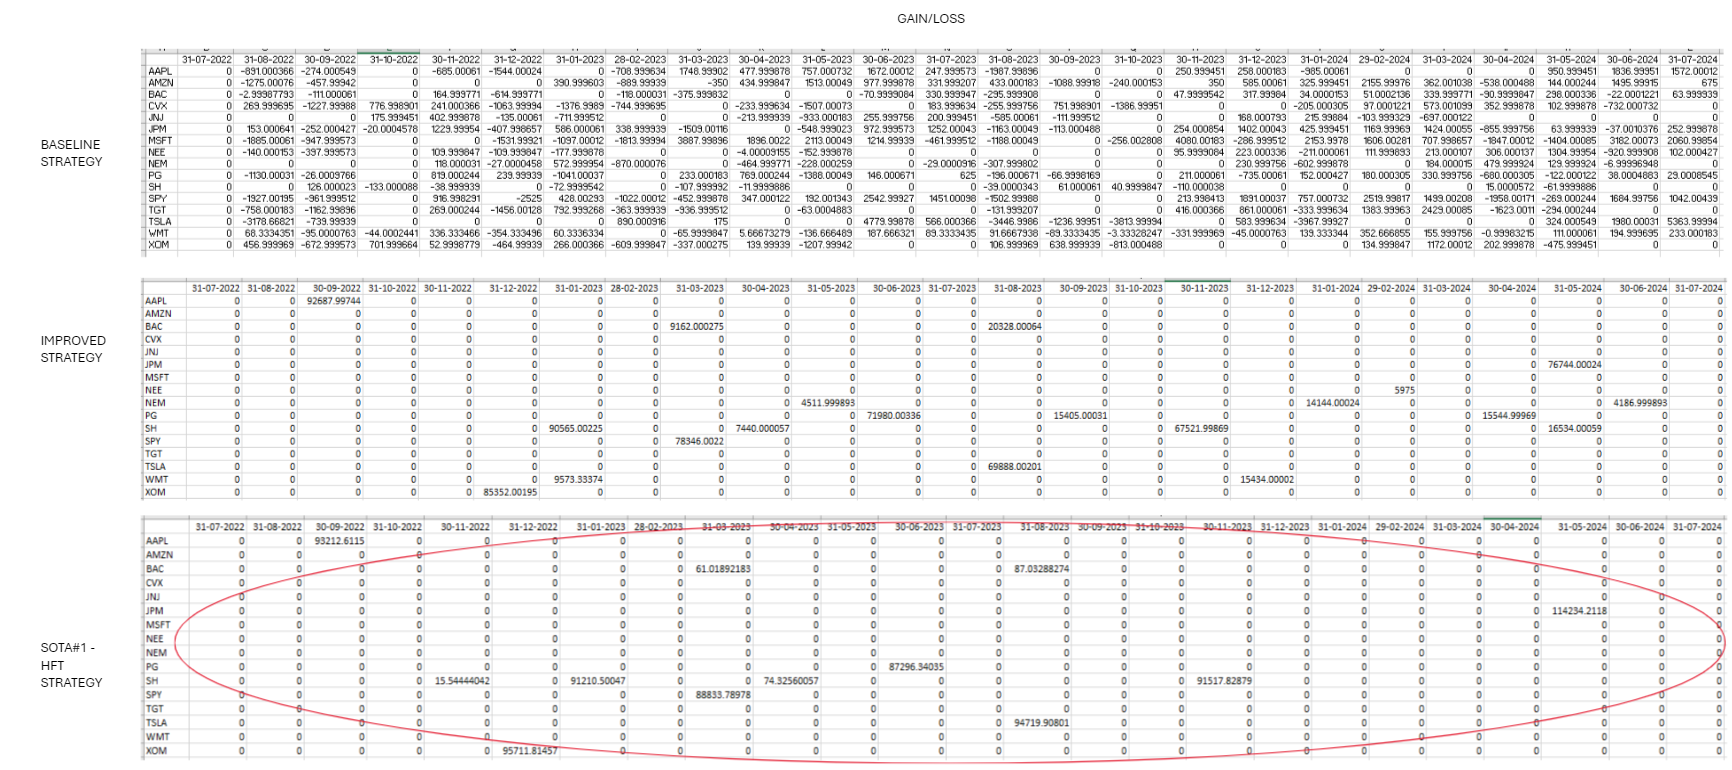 GAIN/LOSS
31-07-2022 31-08-2022 30-09-2022 31-10-2022 30-11-2022 31-12-2022 31-01-2023 28-02-2023 31-03-2023 30-04-2023 31-05-2023 30-06-2023 31-07-2023 31-08-2023 30-09-2023 31-10-2023 30-11-2023 31-12-2023 31-01-2024 29-02-2024 31-03-2024 30-04-2024 31-05-2024 30-06-2024 31-07-2024
AAPL 0 -891.000366 -274.000549 0 -685.00061 -1544.00024 0 -708.999634 1748.99902 477.999878 757.000732 1672.00012 247.999573 -1987.99896 0 0 250.999451 258.000183 -985.00061 0 0 0 950.999451 1836.99951 1572.00012
AMZN 0 -1275.00076 -457.99942 0 0 0 390.999603 -889.99939 -350 434.999847 1513.00049 977.999878 331.999207 433.000183 -1088.99918 -240.000153 350 585.00061 325.999451 2155.99976 362.001038 -538.000488 144.000244 1495.99915 675
BAC 0 -2.99987793 -111.000061 0 164.999771 -614.999771 0 -118.000031 -375.999832 0 0 -70.9999084 330.999847 -295.999908 0 0 47.9999542 317.99984 34.0000153 51.0002136 339.999771 -90.9999847 298.000336 -22.0001221 63.999939
CVX 0 269.999695 -1227.99988 776.998901 241.000366 -1063.99994 -1376.9989 -744.999695 0 -233.999634 -1507.00073 0 183.999634 -255.999756 751.998901 -1386.99951 0 0 -205.000305 97.0001221 573.001099 352.999878 102.999878 -732.000732 0
JNJ 0 0 0 175.999451 402.999878 -135.00061 -711.999512 0 0 -213.999939 -933.000183 255.999756 200.999451 -585.00061 -111.999512 0 0 168.000793 215.99884 -103.999329 -697.000122 0 0 0 0
JPM 0 153.000641 -252.000427 -20.0004578 1229.99954 -407.998657 586.000061 338.999939 -1509.00116 0 -548.999023 972.999573 1252.00043 -1163.00049 -113.000488 0 254.000854 1402.00043 425.999451 1169.99969 1424.00055 -855.999756 63.999939 -37.0010376 252.999878
BASELINE
STRATEGY
MSFT 0 -1885.00061 -947.999573 0 0 -1531.99921 -1097.00012 -1813.99994 3887.99896 1896.0022 2113.00049 1214.99939 -461.999512 -1188.00049 0 -256.002808 4080.00183 -286.999512 2153.9978 1606.00281 707.998657 -1847.00012 -1404.00085 3182.00073 2060.99854
NEE 0 -140.000153 -397.999573 0 109.999847 -109.999847 -177.999878 0 0 -4.00009155 -152.999878 0 0 0 0 0 95.9999084 223.000336 -221.000061 111.999893 213.000107 306.000137 1304.99954 -920.999908 102.000427
NEM 0 0 0 0 118.000031 -27.0000458 572.999954 -870.000076 0 -464.999771 -228.000259 0 -29.0000916 -307.999802 0 0 0 230.999756 -602.999878 0 184.000015 479.999924 129.999924 -6.99996948 0
PG 0 -1130.00031 -26.0009766 0 819.000244 239.99939 -1041.00037 0 233.000183 769.000244 -1388.00049 146.000671 625 -196.000671 -66.9998169 0 211.000061 -735.00061 152.000427 180.000305 330.999756 -680.000305 -122.000122 38.0004883 29.0008545
SH 0 0 126.000023 -133.000088 -38.999939 0 -72.9999542 0 -107.999992 -11.9999886 0 0 0 -39.0000343 61.000061 40.9999847 -110.000038 0 0 0 0 15.0000572 -61.9999886 0 0
SPY 0 -1927.00195 -961.999512 0 916.998291 -2525 428.00293 -1022.00012 -452.999908 347.000122 192.001343 2542.99927 1451.00098 -1502.99988 0 0 213.998413 1891.00037 757.000732 2519.99817 1499.00208 -1958.00171 -269.000244 1684.99756 1042.00439
TGT 0 -758.000183 -1162.99896 0 269.000244 -1456.00128 792.999268 -363.999939 -936.999512 0 -63.0004883 0 0 -131.999207 0 0 416.000366 861.000061 -333.999634 1383.99963 2429.00085 -1623.0011 -294.000244 0 0
TSLA 0 -3178.66821 -739.99939 0 0 0 0 890.000916 175 0 0 4779.99878 566.000366 -3446.9986 -1236.99951 -3813.99994 0 583.999634 -3967.99927 0 0 0 324.000549 1980.00031 5363.99994
WMT 0 68.3334351 -95.0000763 -44.0002441 336.333466 -354.333496 60.3336334 0 -65.9999847 5.66673279 -136.666489 187.666321 89.3333435 91.6667938 -89.3333435 -3.33328247 -331.999969 -45.0000763 139.333344 352.666855 155.999756 -0.99983215 111.000061 194.999695 233.000183
XOM 0 456.999969 -672.999573 701.999664 52.9998779 -464.99939 266.000366 -609.999847 -337.000275 139.99939 -1207.99942 0 0 106.999969 638.999939 -813.000488 0 0 0 134.999847 1172.00012 202.999878 -475.999451 0 0
31-07-2022 31-08-2022 30-09-2022 31-10-2022 30-11-2022 31-12-2022 31-01-2023 28-02-2023 31-03-2023 30-04-2023 31-05-2023 30-06-2023 31-07-2023 31-08-2023 30-09-2023 31-10-2023 30-11-2023 31-12-2023 31-01-2024 29-02-2024 31-03-2024 30-04-2024 31-05-2024 30-06-2024 31-07-2024
AAPL 0 0 92687.99744 0 0 0 0 0 0 0 0 0 0 0 0 0 0 0 0 0 0 0 0 0 0
AMZN 0 0 0 0 0 0 0 0 0 0 0 0 0 0 0 0 0 0 0 0 0 0 0 0 0
BAC 0 0 0 0 0 0 0 0 9162.000275 0 0 0 0 20328.00064 0 0 0 0 0 0 0 0 0 0 0
CVX 0 0 0 0 0 0 0 0 0 0 0 0 0 0 0 0 0 0 0 0 0 0 0 0 0
IMPROVED
STRATEGY
JNJ 0 0 0 0 0 0 0 0 0 0 0 0 0 0 0 0 0 0 0 0 0 0 0 0 0
JPM 0 0 0 0 0 0 0 0 0 0 0 0 0 0 0 0 0 0 0 0 0 0 76744.00024 0 0
MSFT 0 0 0 0 0 0 0 0 0 0 0 0 0 0 0 0 0 0 0 0 0 0 0 0 0
NEE 0 0 0 0 0 0 0 0 0 0 0 0 0 0 0 0 0 0 0 5975 0 0 0 0 0
NEM 0 0 0 0 0 0 0 0 0 0 4511.999893 0 0 0 0 0 0 0 14144.00024 0 0 0 0 4186.999893 0
PG 0 0 0 0 0 0 0 0 0 0 0 71980.00336 0 0 15405.00031 0 0 0 0 0 0 15544.99969 0 0 0
SH 0 0 0 0 0 0 90565.00225 0 0 7440.000057 0 0 0 0 0 0 67521.99869 0 0 0 0 0 16534.00059 0 0
SPY 0 0 0 0 0 0 0 0 78346.0022 0 0 0 0 0 0 0 0 0 0 0 0 0 0 0 0
TGT 0 0 0 0 0 0 0 0 0 0 0 0 0 0 0 0 0 0 0 0 0 0 0 0 0
TSLA 0 0 0 0 0 0 0 0 0 0 0 0 0 69888.00201 0 0 0 0 0 0 0 0 0 0 0
WMT 0 0 0 0 0 0 9573.33374 0 0 0 0 0 0 0 0 0 0 15434.00002 0 0 0 0 0 0 0
XOM 0 0 0 0 0 85352.00195 0 0 0 0 0 0 0 0 0 0 0 0 0 0 0 0 0 0 0
31-07-2022 31-08-2022 30-09-2022 31-10-2022 30-11-2022 31-12-2022 31-01-2023 28-02-2023 31-03-2023 30-04-2023 31-05-2023 30-06-2023 31-07-2023 31-08-2023 30-09-2023 31-10-2023 30-11-2023 31-12-2023 31-01-2024 29-02-2024 31-03-2024 30-04-2024 31-05-2024 30-06-2024 31-07-2024
AAPL 0 0 93212.6115 0 0 0 0 0 0 0 0 0 0 0 0 0 0 0 0 0 0 0 0 0 0
AMZN 0 0 0 0 0 0 0 0 0 0 0 0 0 0 0 0 0 0 0 0 0 0 0 0 0
BAC 0 0 0 0 0 0 0 0 61.01892183 0 0 0 0 87.03288274 0 0 0 0 0 0 0 0 0 0 0
CVX 0 0 0 0 0 0 0 0 0 0 0 0 0 0 0 0 0 0 0 0 0 0 0 0 0
JNJ 0 0 0 0 0 0 0 0 0 0 0 0 0 0 0 0 0 0 0 0 0 0 0 0 0
JPM 0 0 0 0 0 0 0 0 0 0 0 0 0 0 0 0 0 0 0 0 0 0 114234.2118 0 0
MSFT 0 0 0 0 0 0 0 0 0 0 0 0 0 0 0 0 0 0 0 0 0 0 0 0 0
NEE 0 0 0 0 0 0 0 0 0 0 0 0 0 0 0 0 0 0 0 0 0 0 0 0 0
SOTA#1 -
HFT
STRATEGY
NEM 0 0 0 0 0 0 0 0 0 0 0 0 0 0 0 0 0 0 0 0 0 0 0 0 0
PG 0 0 0 0 0 0 0 0 0 0 0 87296.34035 0 0 0 0 0 0 0 0 0 0 0 0 0
SH 0 0 0 0 15.54444042 0 91210.50047 0 0 74.32560057 0 0 0 0 0 0 91517.82879 0 0 0 0 0 0 0 0
SPY 0 0 0 0 0 0 0 0 88833.78978 0 0 0 0 0 0 0 0 0 0 0 0 0 0 0 0
TGT 0 0 0 0 0 0 0 0 0 0 0 0 0 0 0 0 0 0 0 0 0 0 0 0 0
TSLA 0 0 0 0 0 0 0 0 0 0 0 0 0 94719.90801 0 0 0 0 0 0 0 0 0 0 0
WMT 0 0 0 0 0 0 0 0 0 0 0 0 0 0 0 0 0 0 0 0 0 0 0 0 0
XOM 0 0 0 0 0 95711.81457 0 0 0 0 0 0 0 0 0 0 0 0 0 0 0 0 0 0 0